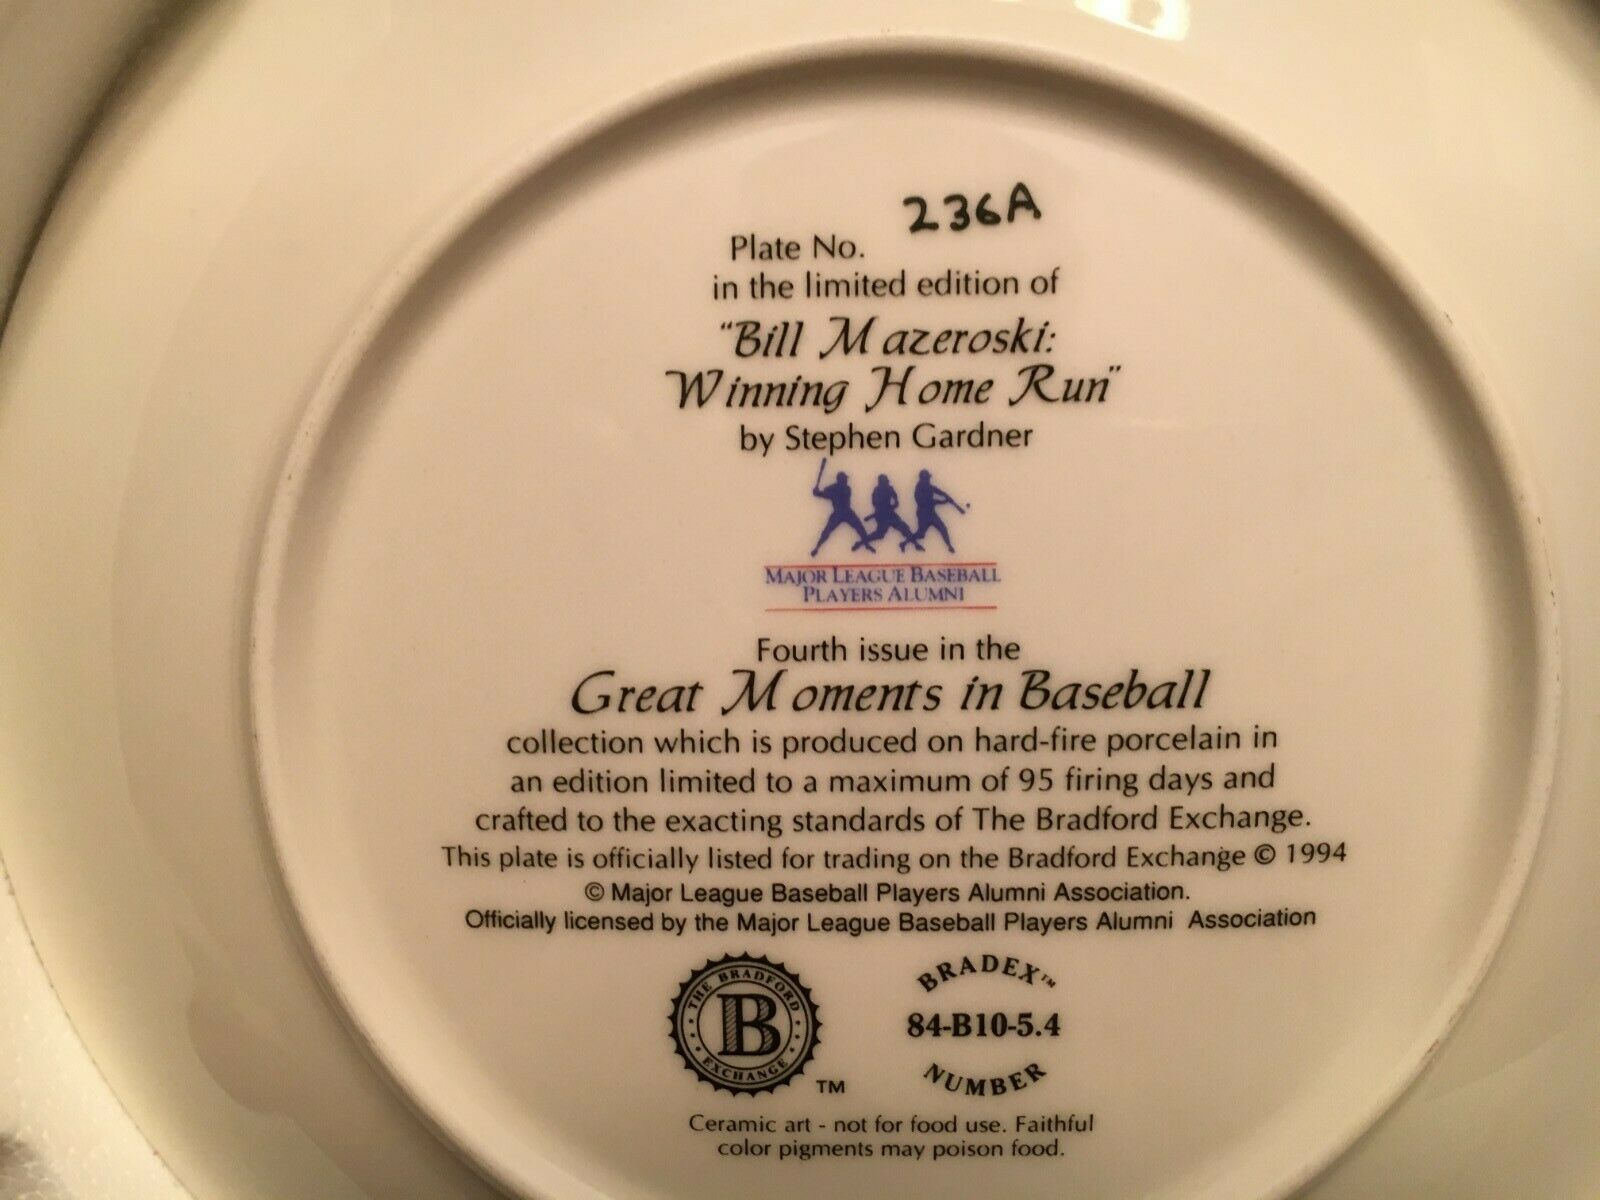 236A
Plate No.
in the limited edition of
"Bill Mazeroski:
Winning Home Run"
by Stephen Gardner
MAJOR LEAGUE BASEBALL
PLAYERS ALUMNI
Fourth issue in the
Great Moments in Baseball
collection which is produced on hard-fire porcelain in
an edition limited to a maximum of 95 firing days and
crafted to the exacting standards of The Bradford Exchange.
This plate is officially listed for trading on the Bradford Exchange © 1994
© Major League Baseball Players Alumni Association.
Officially licensed by the Major League Baseball Players Alumni Association
THE BRADFORD
B
EXCHANGE
TM
BRADEX™
84-B10-5.4
NUMBER
Ceramic art - not for food use. Faithful
color pigments may poison food.